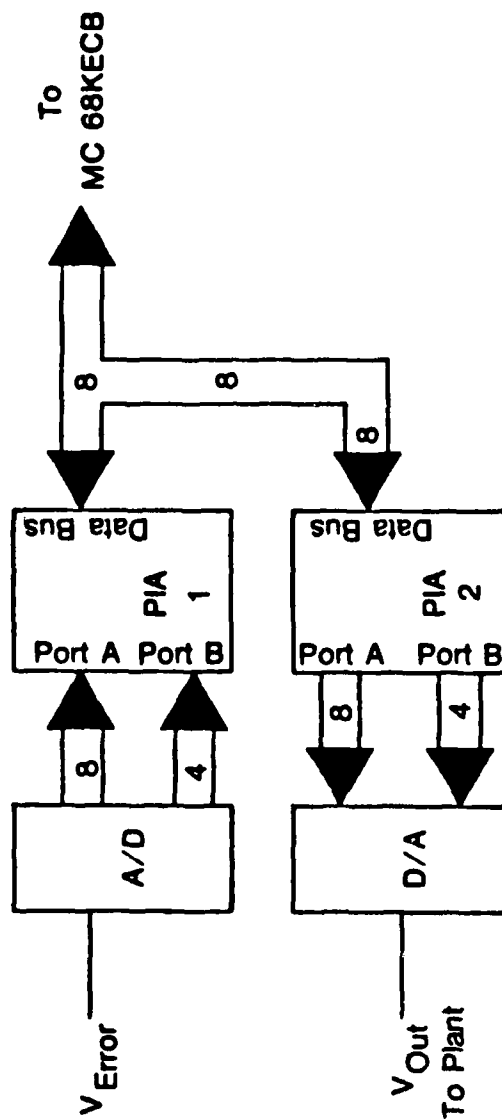 To
MC 68KECB
8
8
8
Data Bus
PIA
1
Port A
Port B
8
4
A/D
V Error
Data Bus
PIA
2
Port A
Port B
8
4
D/A
V Out
To Plant